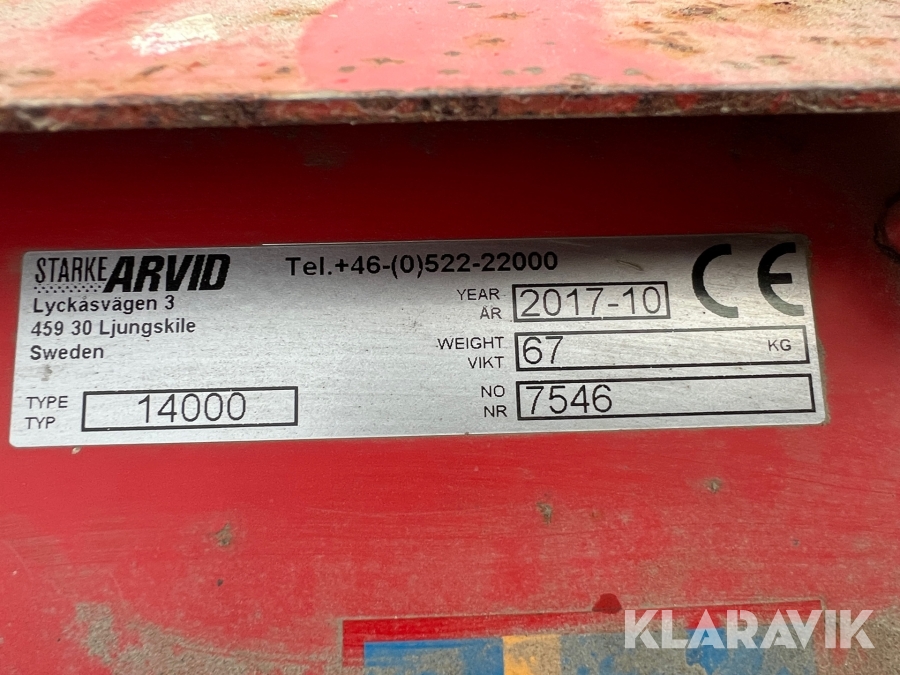 STARKE ARVID
Lyckåsvägen 3
459 30 Ljungskile
Sweden
TYPE
TYP
14000
Tel.+46-(0)522-22000
YEAR
ÅR
2017-10
WEIGHT
VIKT
67 KG
NO
NR
7546
CE
KLARAVIK